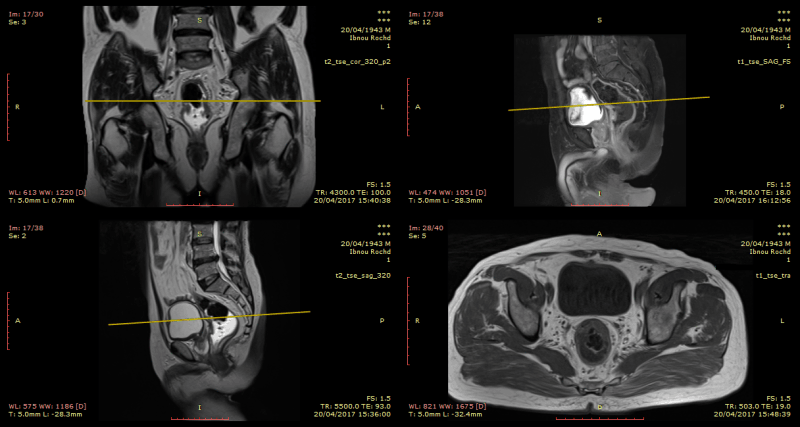 Im: 17/30
Se: 3
S
***
***
20/04/1943 M
Ibnou Rochd
1
t2_tse_cor_320_p2
R
L
WL: 613 WW: 1220 [D]
T: 5.0mm L: 0.7mm
I
FS: 1.5
TR: 4300.0 TE: 100.0
20/04/2017 15:40:38
Im: 17/38
Se: 12
S
***
***
20/04/1943 M
Ibnou Rochd
1
t1_tse_SAG_FS
A
P
WL: 474 WW: 1051 [D]
T: 5.0mm L: -28.3mm
I
FS: 1.5
TR: 450.0 TE: 18.0
20/04/2017 16:12:56
Im: 17/38
Se: 2
S
***
***
20/04/1943 M
Ibnou Rochd
1
t2_tse_sag_320
A
P
WL: 575 WW: 1186 [D]
T: 5.0mm L: -28.3mm
I
FS: 1.5
TR: 5500.0 TE: 93.0
20/04/2017 15:36:00
Im: 28/40
Se: 5
A
***
***
20/04/1943 M
Ibnou Rochd
1
t1_tse_tra
R
L
WL: 821 WW: 1675 [D]
T: 5.0mm L: -32.4mm
FS: 1.5
TR: 503.0 TE: 19.0
20/04/2017 15:48:39